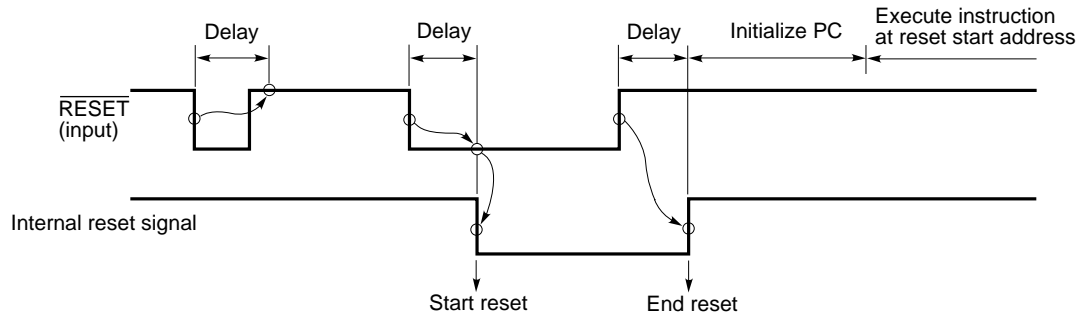 Delay
Delay
Delay
Initialize PC
Execute instruction
at reset start address
RESET
(input)
Internal reset signal
Start reset
End reset